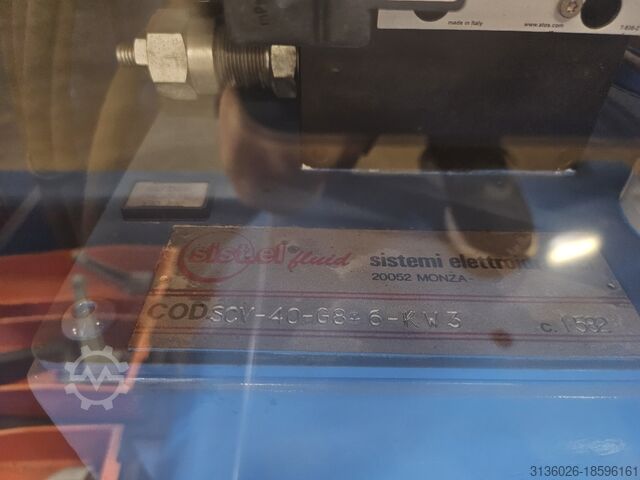 made in Italy www.atos.com
sistel fluid sistemi
20052 MONZA-
COD. SCV-40-G8-6-KW3 c.1532
3136026-18596161